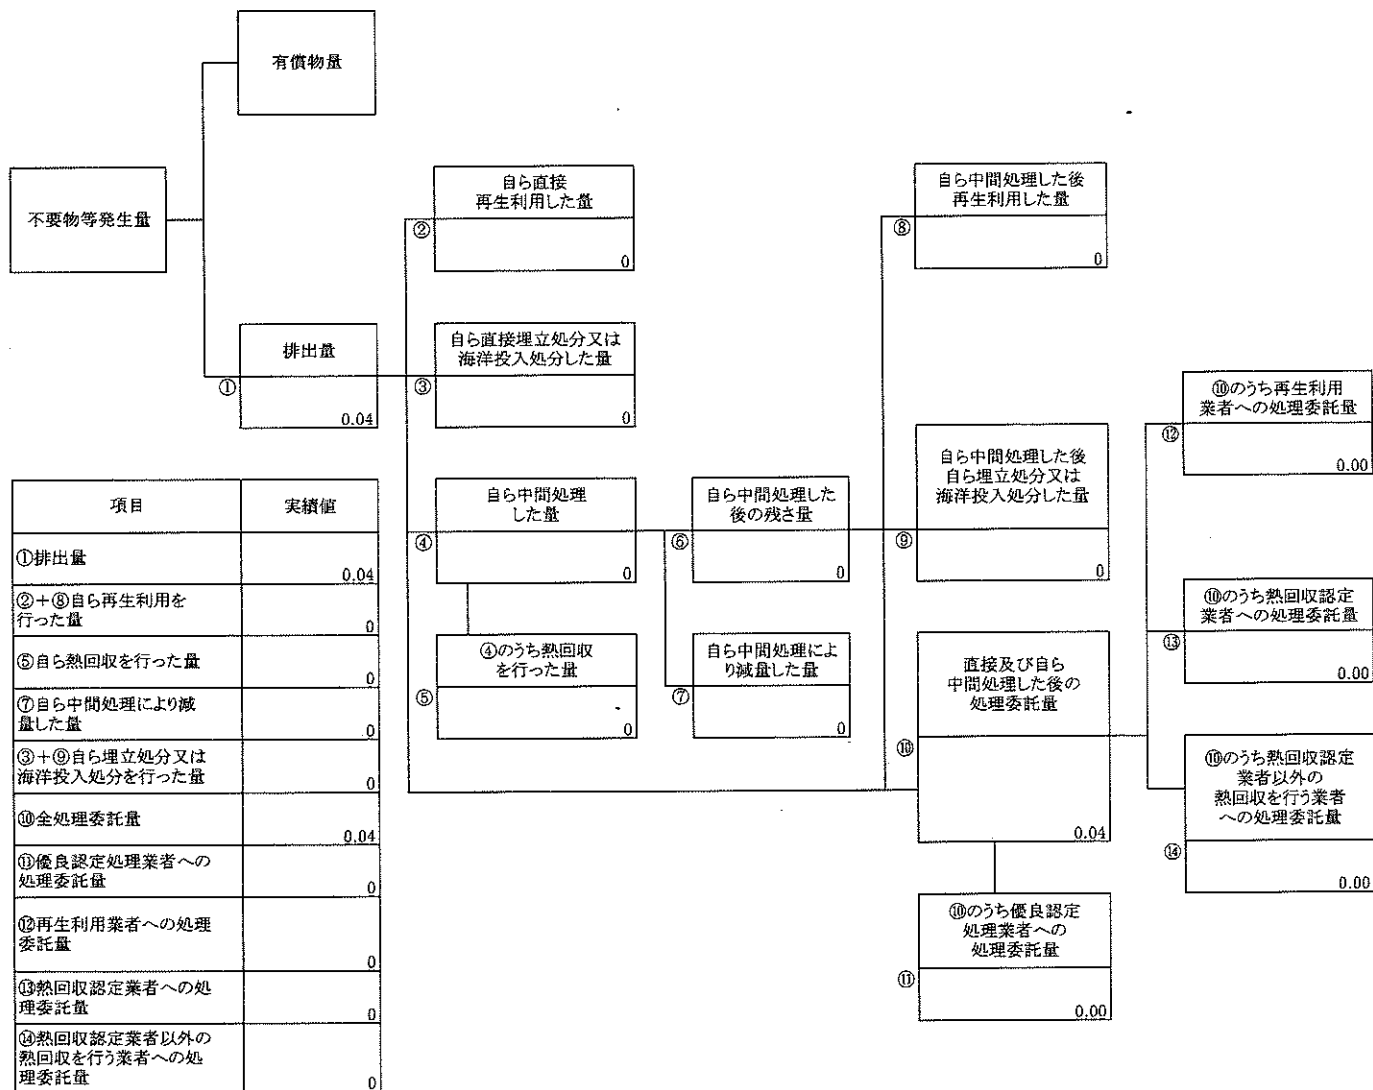 有償物量
不要物等発生量
排出量
①
0.04
自ら直接
再生利用した量
②
0
自ら直接埋立処分又は
海洋投入処分した量
③
0
自ら中間処理
した量
④
0
④のうち熱回収
を行った量
⑤
0
自ら中間処理した
後の残さ量
⑥
0
自ら中間処理によ
り減量した量
⑦
0
自ら中間処理した後
再生利用した量
⑧
0
自ら中間処理した後
自ら埋立処分又は
海洋投入処分した量
⑨
0
直接及び自ら
中間処理した後の
処理委託量
⑩
0.04
⑩のうち優良認定
処理業者への
処理委託量
⑪
0.00
⑩のうち再生利用
業者への処理委託量
⑫
0.00
⑩のうち熱回収認定
業者への処理委託量
⑬
0.00
⑩のうち熱回収認定
業者以外の
熱回収を行う業者
への処理委託量
⑭
0.00
項目 実績値
①排出量
0.04
②+⑧自ら再生利用を
行った量
0
⑤自ら熱回収を行った量
0
⑦自ら中間処理により減
量した量
0
③+⑨自ら埋立処分又は
海洋投入処分を行った量
0
⑩全処理委託量
0.04
⑪優良認定処理業者への
処理委託量
0
⑫再生利用業者への処理
委託量
0
⑬熱回収認定業者への処
理委託量
0
⑭熱回収認定業者以外の
熱回収を行う業者への処
理委託量
0